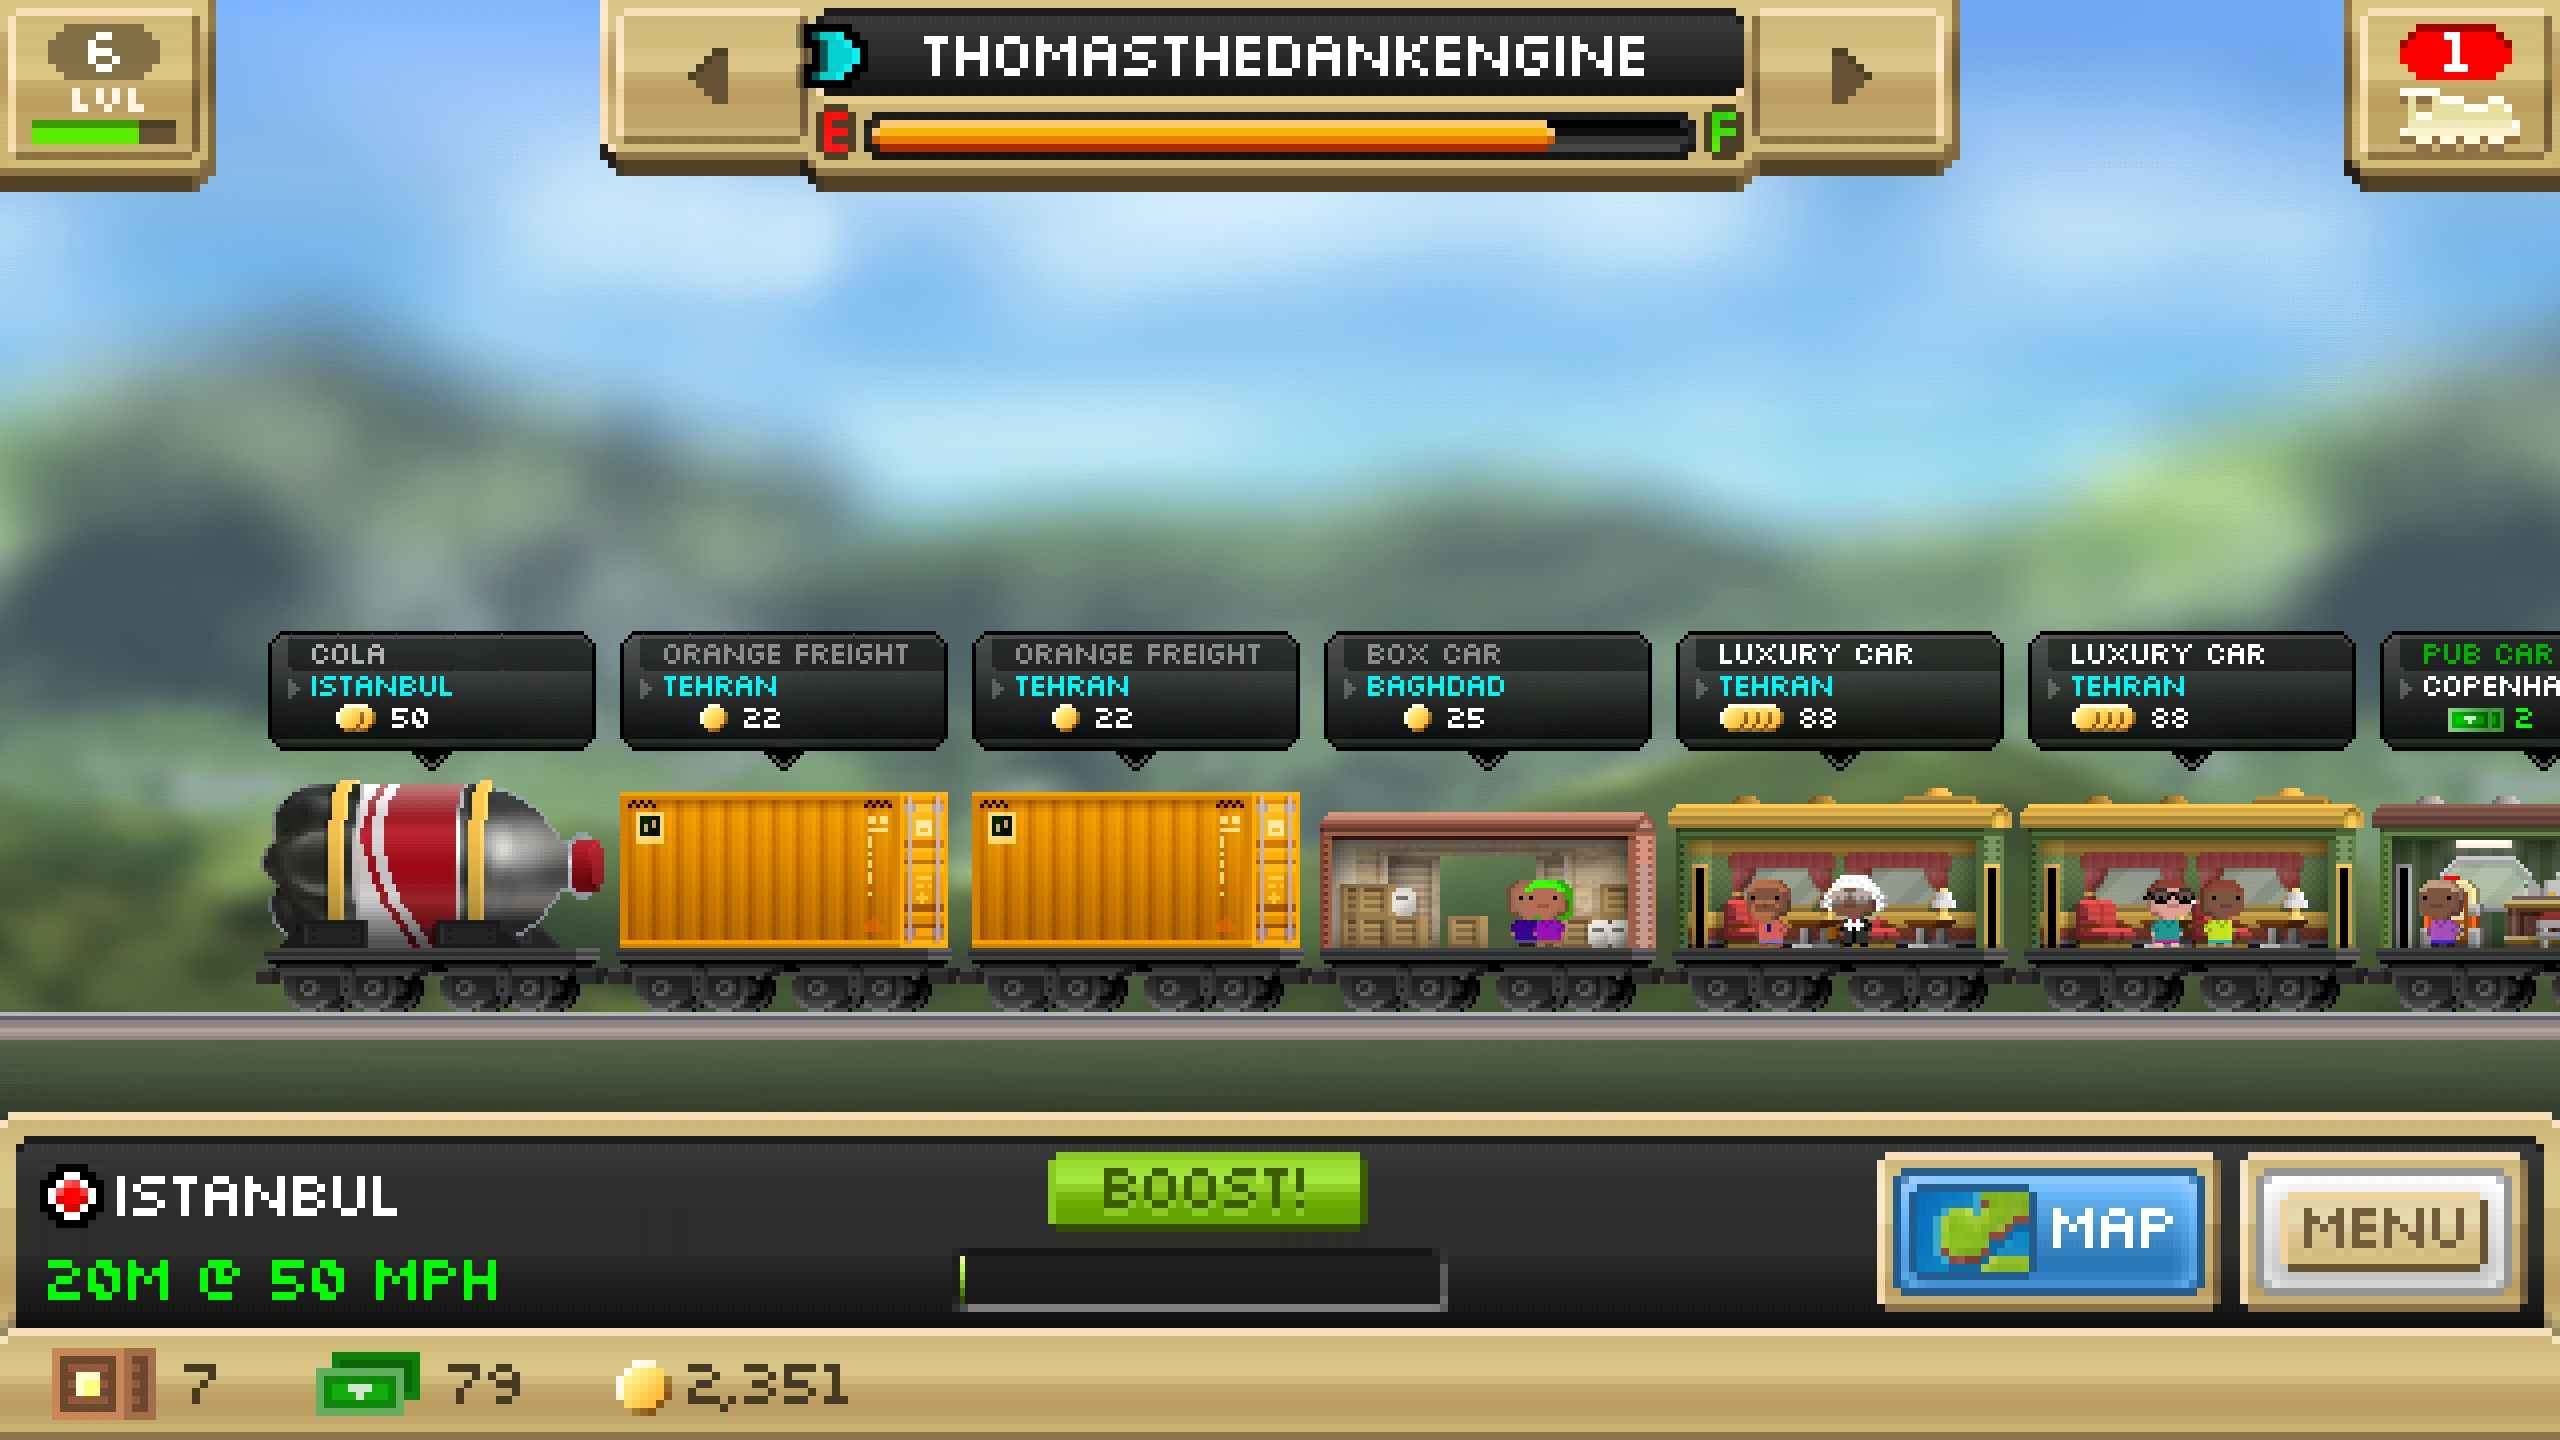 6
LVL
THOMASTHEDANKENGINE
E F
1
COLA
ISTANBUL
50
ORANGE FREIGHT
TEHRAN
22
ORANGE FREIGHT
TEHRAN
22
BOX CAR
BAGHDAD
25
LUXURY CAR
TEHRAN
88
LUXURY CAR
TEHRAN
88
PUB CAR
COPENHA
2
ISTANBUL
20M @ 50 MPH
BOOST!
MAP
MENU
7 79 2,351